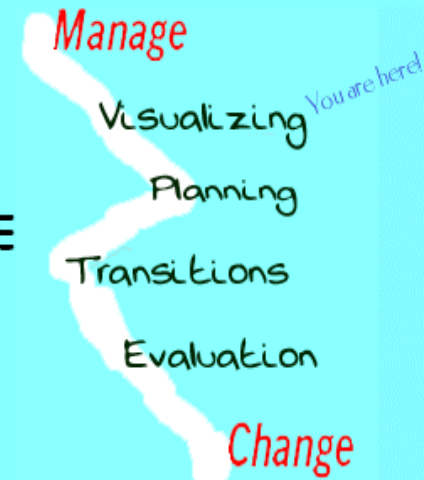 Manage
You are here!
Visualizing
Planning
Transitions
Evaluation
Change